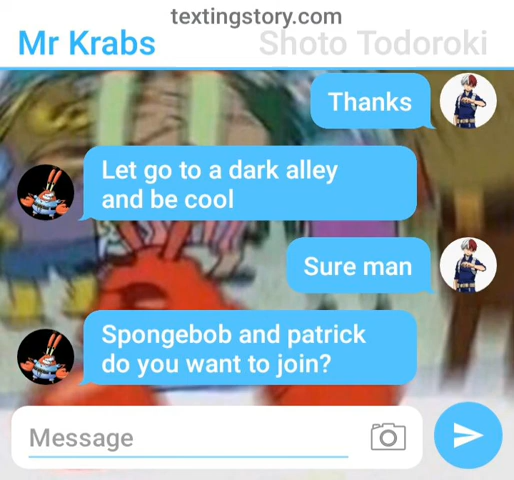 textingstory.com
Mr Krabs
Shoto Todoroki
Thanks
Let go to a dark alley
and be cool
Sure man
Spongebob and patrick
do you want to join?
Message